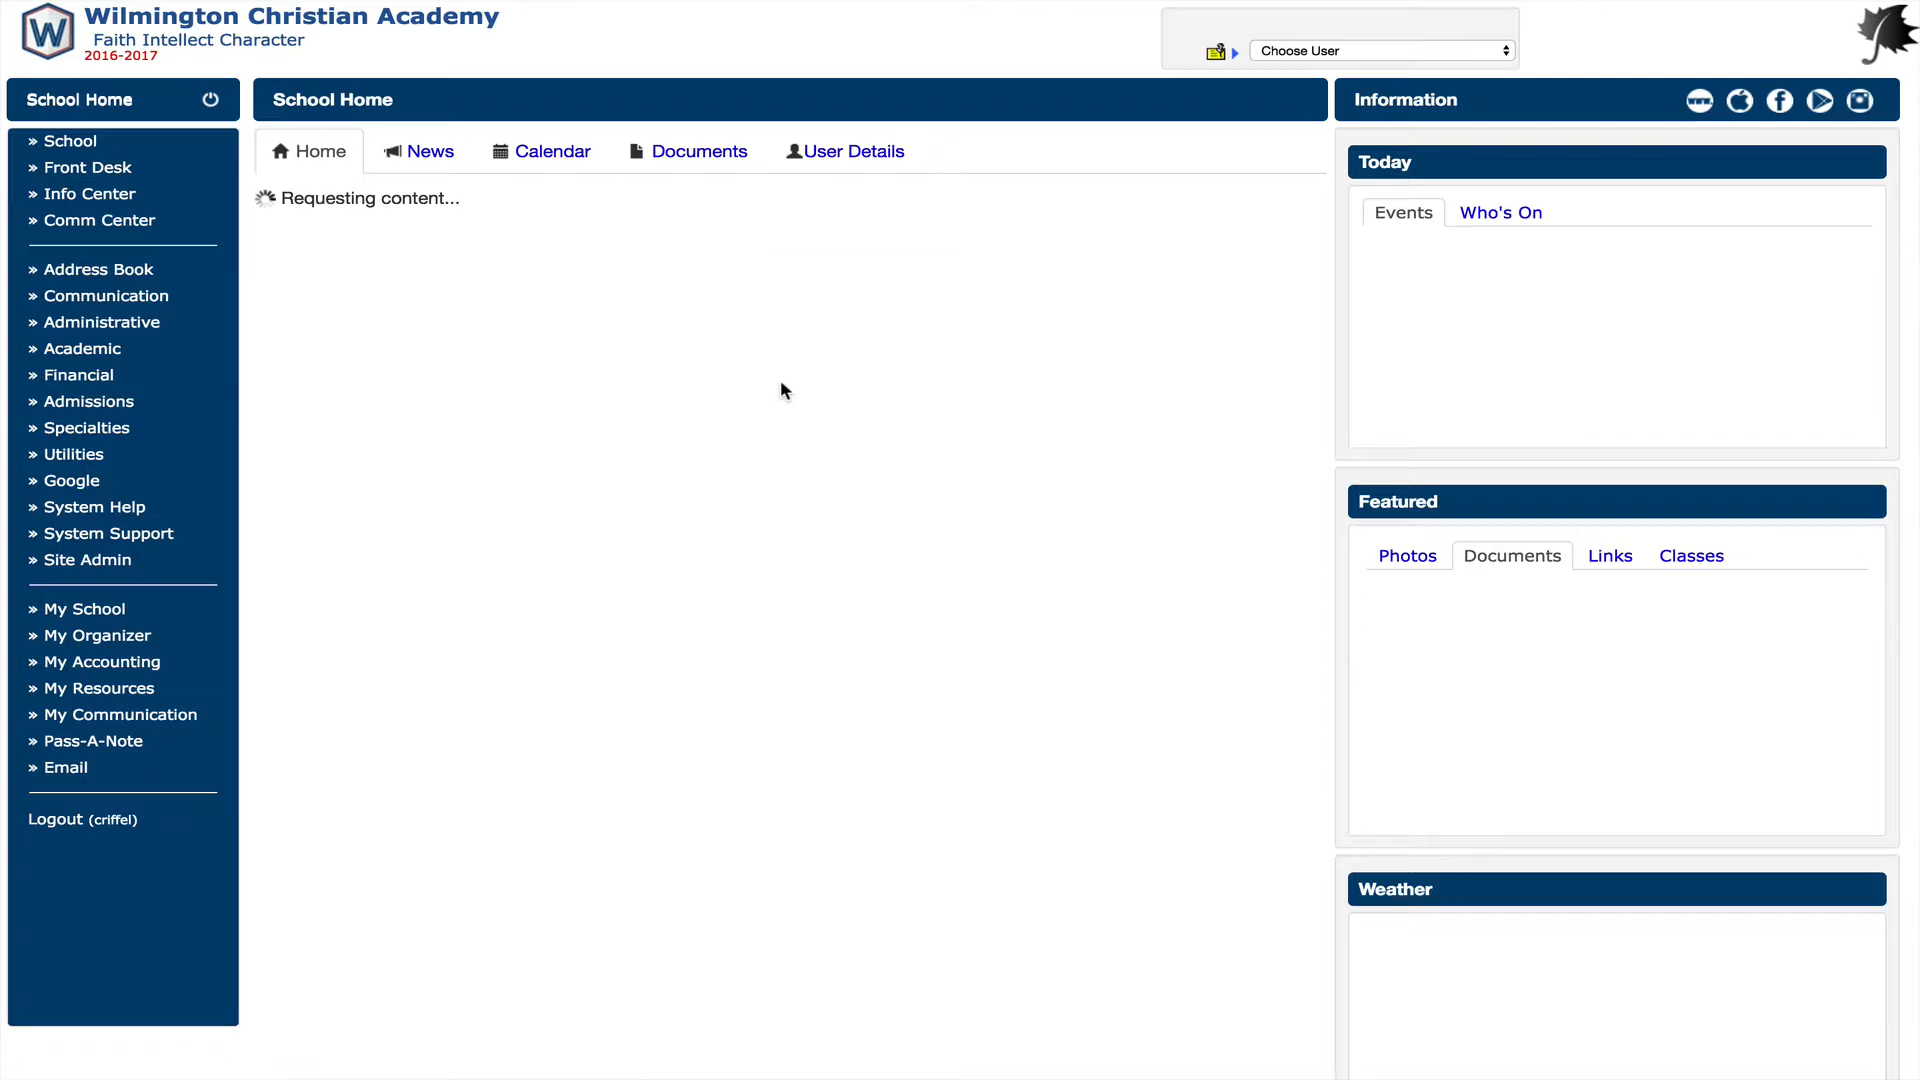 W
Wilmington Christian Academy
Faith Intellect Character
2016-2017
Choose User
School Home
» School
» Front Desk
» Info Center
» Comm Center
» Address Book
» Communication
» Administrative
» Academic
» Financial
» Admissions
» Specialties
» Utilities
» Google
» System Help
» System Support
» Site Admin
» My School
» My Organizer
» My Accounting
» My Resources
» My Communication
» Pass-A-Note
» Email
Logout (criffel)
School Home
Home News Calendar Documents User Details
Requesting content...
Information
Today
Events Who's On
Featured
Photos Documents Links Classes
Weather